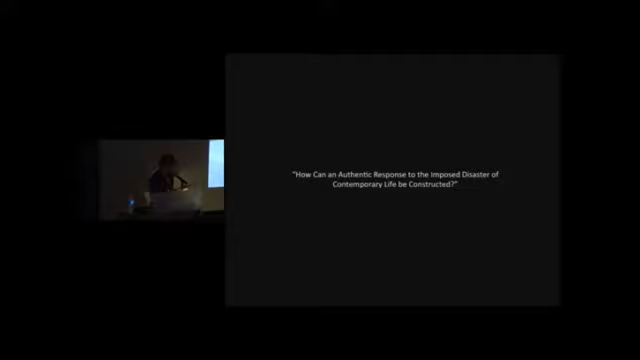 "How Can an Authentic Response to the Imposed Disaster of
Contemporary Life be Constructed?"